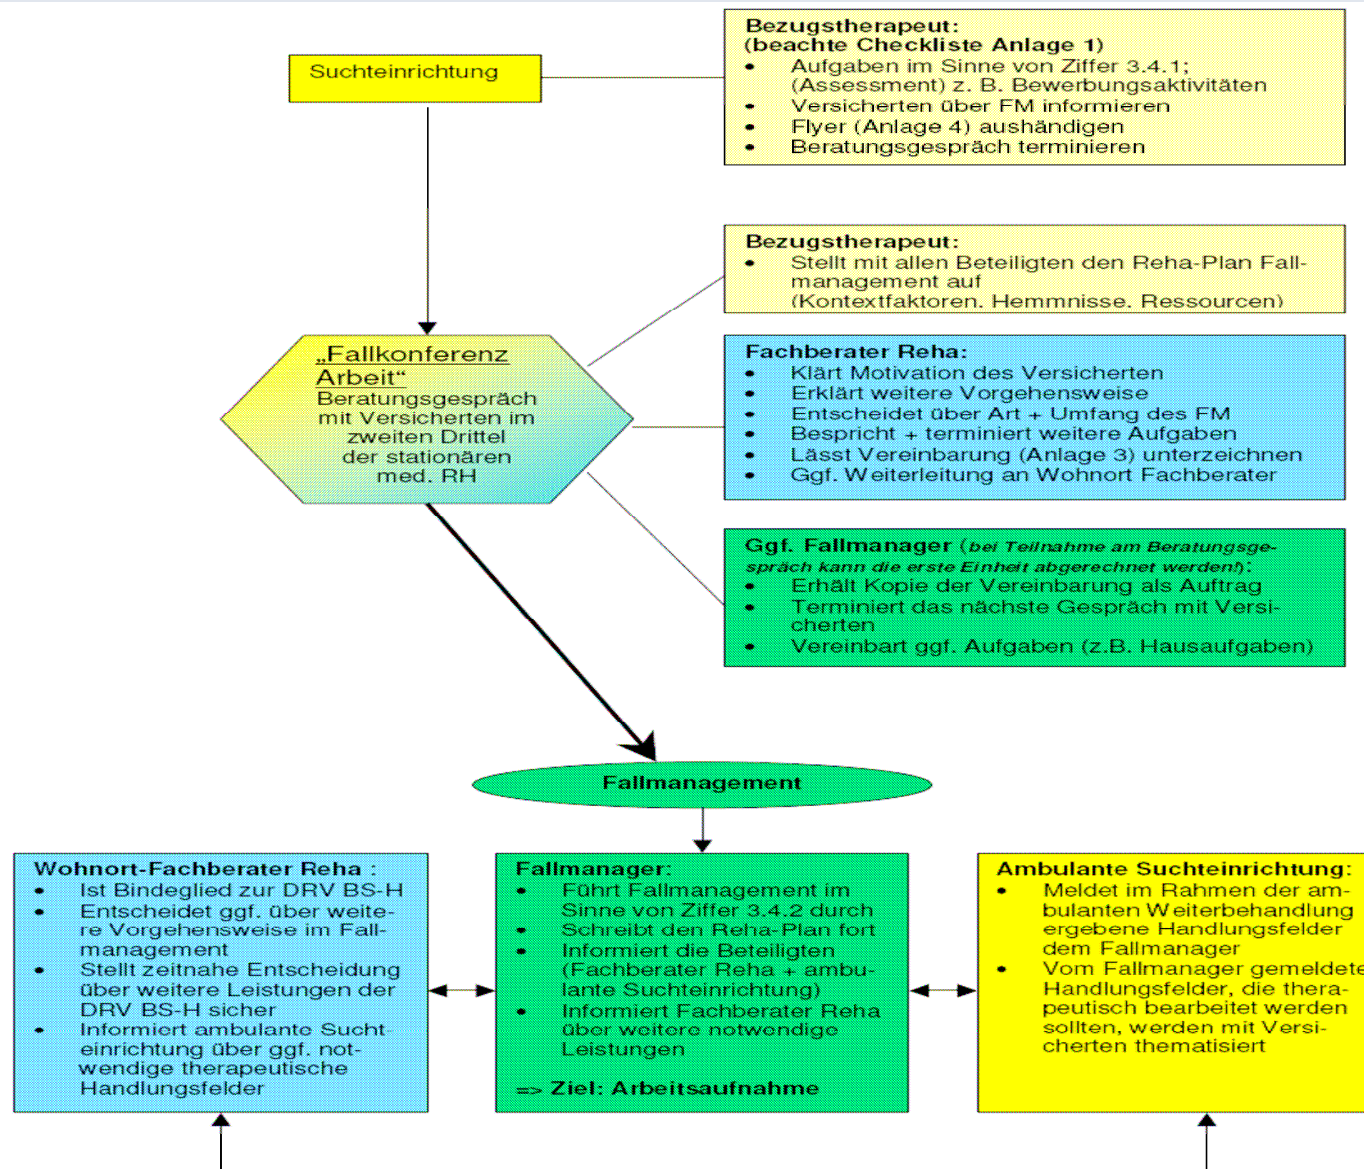 Suchteinrichtung
Bezugstherapeut:
(beachte Checkliste Anlage 1)
• Aufgaben im Sinne von Ziffer 3.4.1;
(Assessment) z. B. Bewerbungsaktivitäten
• Versicherten über FM informieren
• Flyer (Anlage 4) aushändigen
• Beratungsgespräch terminieren
Bezugstherapeut:
• Stellt mit allen Beteiligten den Reha-Plan Fall-
management auf
(Kontextfaktoren. Hemmnisse. Ressourcen)
„Fallkonferenz
Arbeit“
Beratungsgespräch
mit Versicherten im
zweiten Drittel
der stationären
med. RH
Fachberater Reha:
• Klärt Motivation des Versicherten
• Erklärt weitere Vorgehensweise
• Entscheidet über Art + Umfang des FM
• Bespricht + terminiert weitere Aufgaben
• Lässt Vereinbarung (Anlage 3) unterzeichnen
• Ggf. Weiterleitung an Wohnort Fachberater
Ggf. Fallmanager (bei Teilnahme am Beratungsge-
spräch kann die erste Einheit abgerechnet werden!):
• Erhält Kopie der Vereinbarung als Auftrag
• Terminiert das nächste Gespräch mit Versi-
cherten
• Vereinbart ggf. Aufgaben (z.B. Hausaufgaben)
Fallmanagement
Wohnort-Fachberater Reha :
• Ist Bindeglied zur DRV BS-H
• Entscheidet ggf. über weite-
re Vorgehensweise im Fall-
management
• Stellt zeitnahe Entscheidung
über weitere Leistungen der
DRV BS-H sicher
• Informiert ambulante Sucht-
einrichtung über ggf. not-
wendige therapeutische
Handlungsfelder
Fallmanager:
• Führt Fallmanagement im
Sinne von Ziffer 3.4.2 durch
• Schreibt den Reha-Plan fort
• Informiert die Beteiligten
(Fachberater Reha + ambu-
lante Suchteinrichtung)
• Informiert Fachberater Reha
über weitere notwendige
Leistungen
=> Ziel: Arbeitsaufnahme
Ambulante Suchteinrichtung:
• Meldet im Rahmen der am-
bulanten Weiterbehandlung
ergebene Handlungsfelder
dem Fallmanager
• Vom Fallmanager gemeldete
Handlungsfelder, die thera-
peutisch bearbeitet werden
sollten, werden mit Versi-
cherten thematisiert